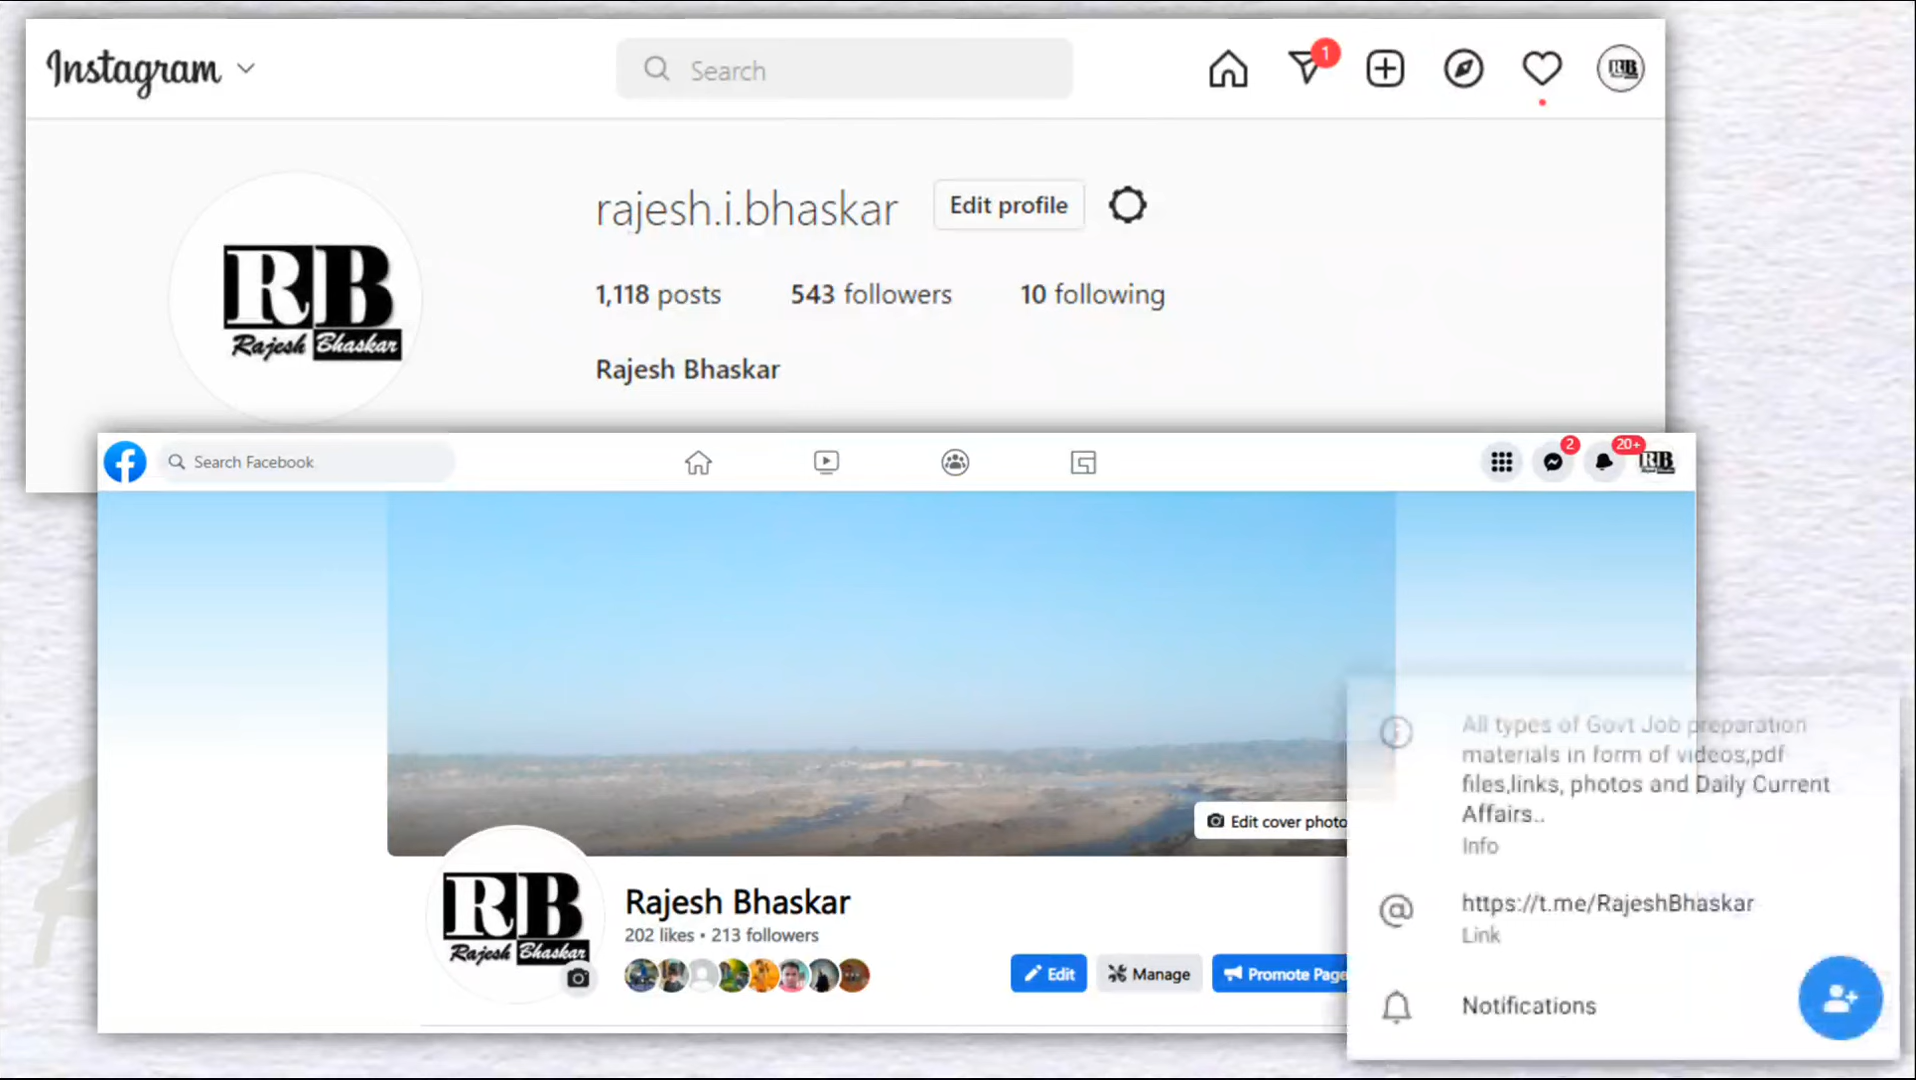 Instagram
Search
1
RB
rajesh.i.bhaskar
Edit profile
1,118 posts
543 followers
10 following
RB
Rajesh Bhaskar
Rajesh Bhaskar
Search Facebook
2
20+
RB
Edit cover photo
RB
Rajesh Bhaskar
Rajesh Bhaskar
202 likes • 213 followers
Edit
Manage
Promote Page
All types of Govt Job preparation
materials in form of videos,pdf
files,links, photos and Daily Current
Affairs..
Info
https://t.me/RajeshBhaskar
Link
Notifications